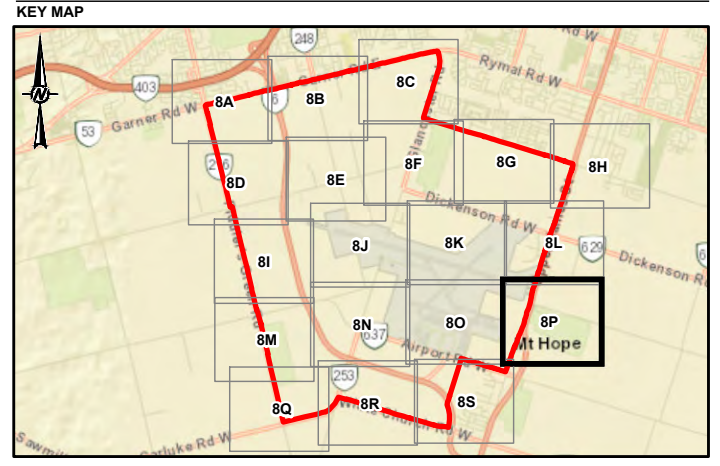 KEY MAP
248
8C
Rymal Rd W
403
8A
6
8B
N
Garner Rd W
53
8F
8G
8H
8E
8D
Dickenson Rd W
8K
8L
8J
629
8I
Dickenson Rd
8P
8N
8O
637
Mt Hope
8M
Airport Rd W
253
8Q
8R
8S
Carluke Rd W